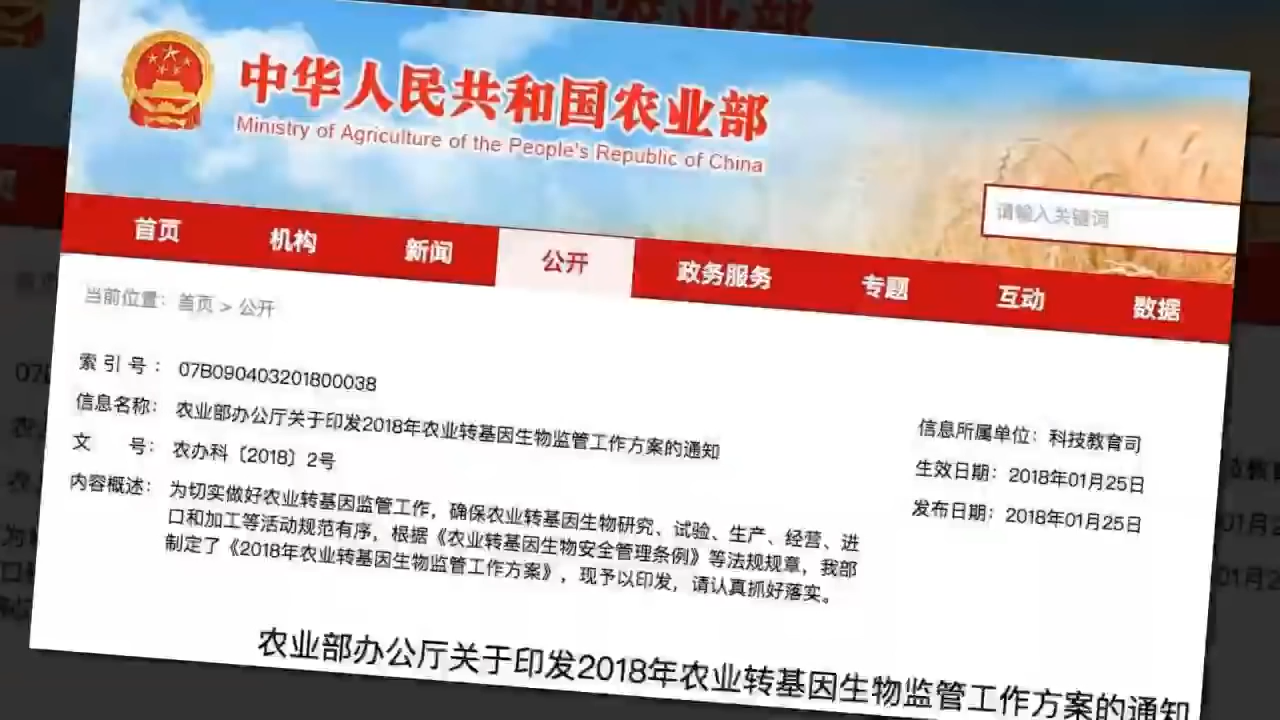 中华人民共和国农业部
Ministry of Agriculture of the People's Republic of China
请输入关键词
首页 机构 新闻 公开 政务服务 专题 互动 数据
当前位置：首页 > 公开
索 引 号： 07B090403201800038
信息名称： 农业部办公厅关于印发2018年农业转基因生物监管工作方案的通知
文 号： 农办科〔2018〕2号
内容概述： 为切实做好农业转基因监管工作，确保农业转基因生物研究、试验、生产、经营、进
口和加工等活动规范有序，根据《农业转基因生物安全管理条例》等法规规章，我部
制定了《2018年农业转基因生物监管工作方案》，现予以印发，请认真抓好落实。
信息所属单位： 科技教育司
生效日期： 2018年01月25日
发布日期： 2018年01月25日
农业部办公厅关于印发2018年农业转基因生物监管工作方案的通知